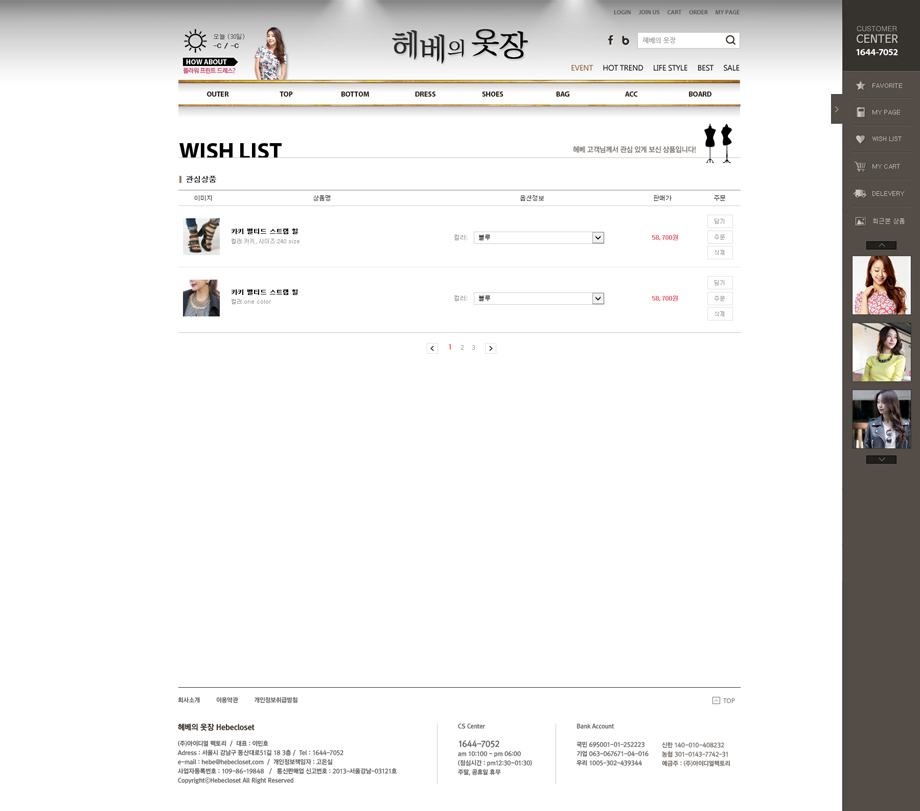 LOGIN JOIN US CART ORDER MY PAGE
오늘 (30일)
-C / -C
HOW ABOUT
플라워 프린트 드레스?
헤베의 옷장
헤베의 옷장
EVENT HOT TREND LIFE STYLE BEST SALE
OUTER TOP BOTTOM DRESS SHOES BAG ACC BOARD
WISH LIST
헤베 고객님께서 관심 있게 보신 상품입니다!
관심상품
이미지 상품명 옵션정보 판매가 주문
카키 벨티드 스트랩 힐
컬러:카키, 사이즈:240 size
컬러: 블루
58,700원
담기
주문
삭제
카키 벨티드 스트랩 힐
컬러:one color
컬러: 블루
58,700원
담기
주문
삭제
1 2 3
CUSTOMER
CENTER
1644-7052
FAVORITE
MY PAGE
WISH LIST
MY CART
DELEVERY
최근본 상품
회사소개 이용약관 개인정보취급방침
TOP
헤베의 옷장 Hebecloset
(주)아이디얼 팩토리 / 대표 : 이민호
Adress : 서울시 강남구 동산대로51길 18 3층 / Tel : 1644-7052
e-mail : hebe@hebecloset.com / 개인정보책임자 : 고은실
사업자등록번호 : 109-86-19848 / 통신판매업 신고번호 : 2013-서울강남-03121호
CopyrightⓒHebecloset All Right Reserved
CS Center
1644-7052
am 10:100 ~ pm 06:00
(점심시간 : pm12:30~01:30)
주말, 공휴일 휴무
Bank Account
국민 695001-01-252223
기업 063-067671-04-016
우리 1005-302-439344
신한 140-010-408232
농협 301-0143-7742-31
예금주 : (주)아이디얼팩토리